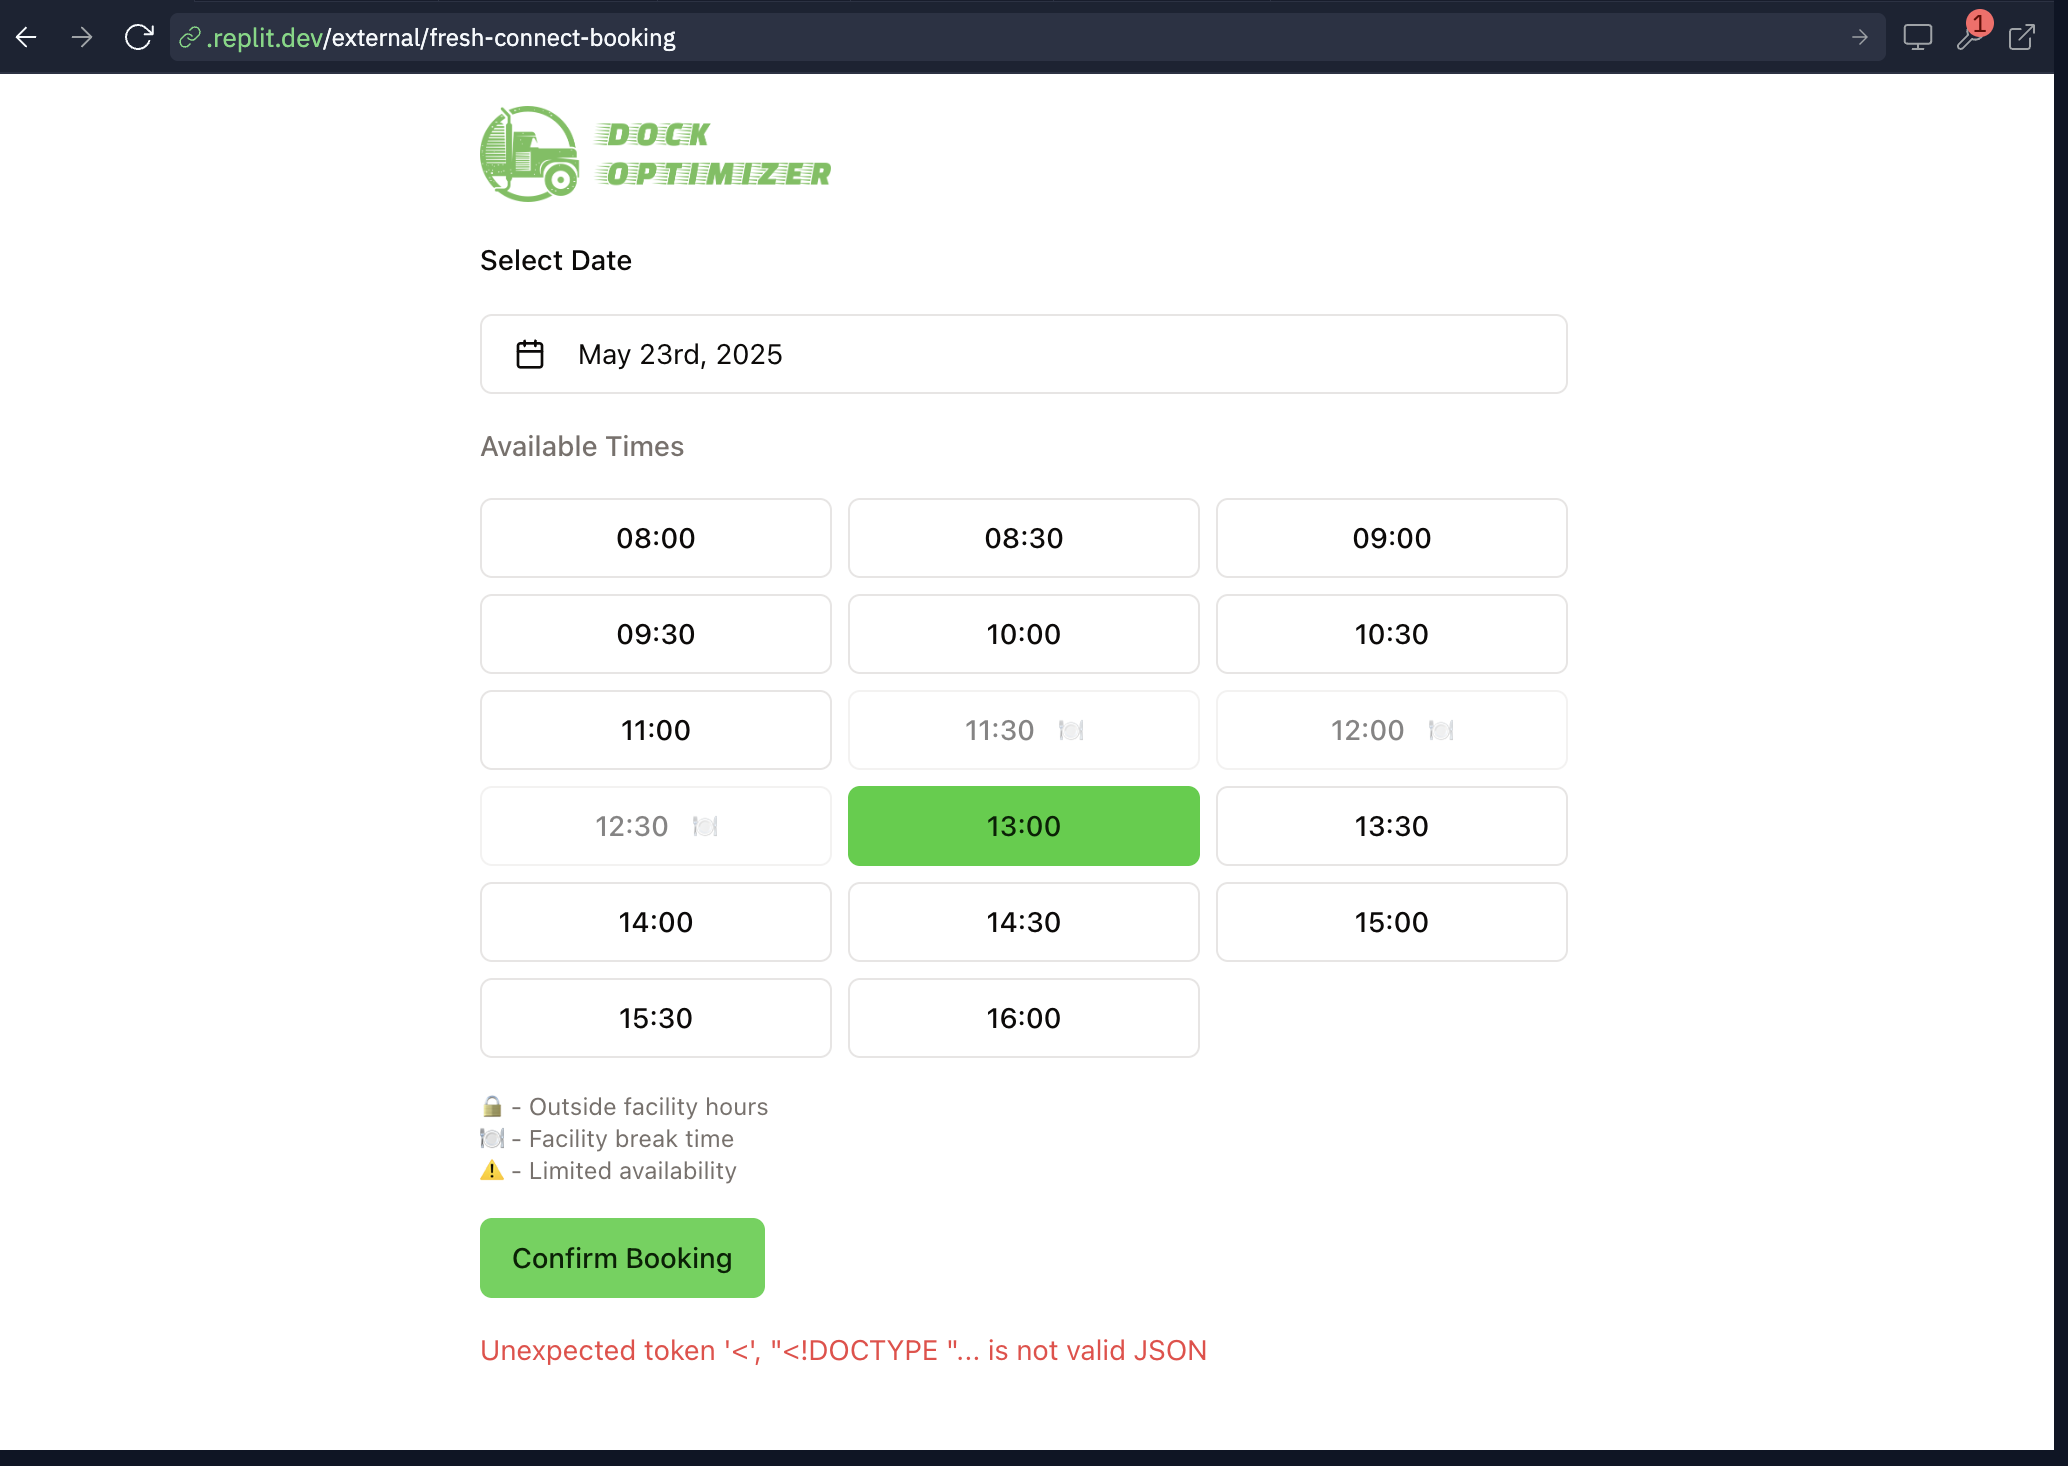 .replit.dev/external/fresh-connect-booking
1
DOCK
OPTIMIZER
Select Date
May 23rd, 2025
Available Times
08:00 08:30 09:00
09:30 10:00 10:30
11:00 11:30 12:00
12:30 13:00 13:30
14:00 14:30 15:00
15:30 16:00
- Outside facility hours
- Facility break time
- Limited availability
Confirm Booking
Unexpected token '<', "<!DOCTYPE "... is not valid JSON